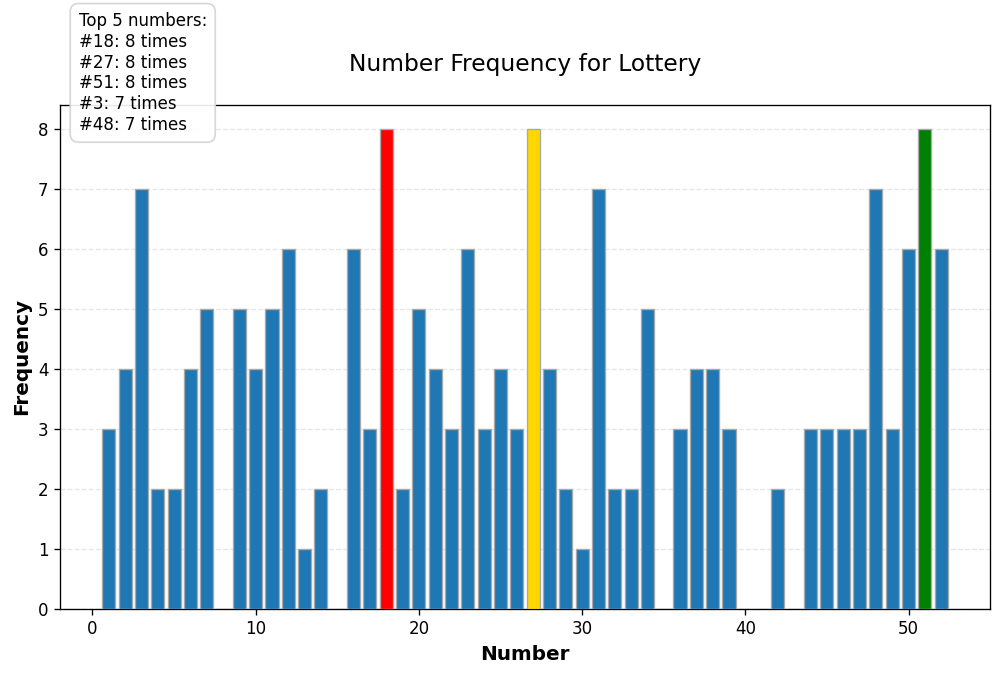 Top 5 numbers:
#18: 8 times
#27: 8 times
#51: 8 times
#3: 7 times
#48: 7 times
Number Frequency for Lottery
Frequency
8
7
6
5
4
3
2
1
0
0 10 20 30 40 50
Number